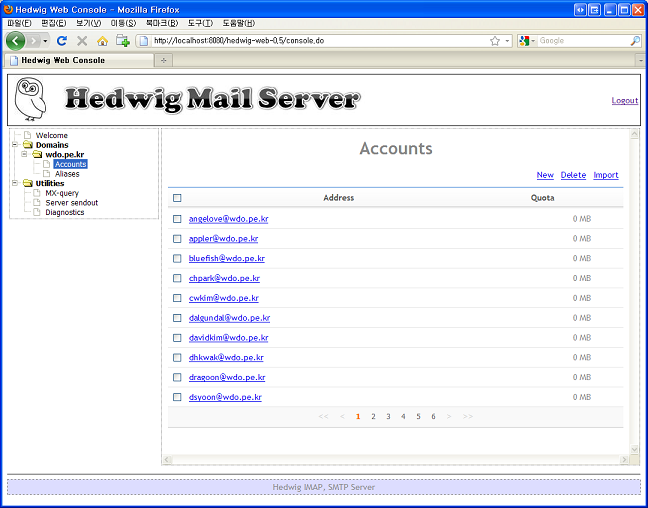 Hedwig Web Console - Mozilla Firefox
파일(F) 편집(E) 보기(V) 이동(S) 북마크(B) 도구(T) 도움말(H)
http://localhost:8080/hedwig-web-0.5/console.do
Google
Hedwig Web Console
Hedwig Mail Server
Logout
Welcome
Domains
wdo.pe.kr
Accounts
Aliases
Utilities
MX-query
Server sendout
Diagnostics
Accounts
New Delete Import
Address Quota
angelove@wdo.pe.kr 0 MB
appler@wdo.pe.kr 0 MB
bluefish@wdo.pe.kr 0 MB
chpark@wdo.pe.kr 0 MB
cwkim@wdo.pe.kr 0 MB
dalgundal@wdo.pe.kr 0 MB
davidkim@wdo.pe.kr 0 MB
dhkwak@wdo.pe.kr 0 MB
dragoon@wdo.pe.kr 0 MB
dsyoon@wdo.pe.kr 0 MB
<< < 1 2 3 4 5 6 > >>
Hedwig IMAP, SMTP Server